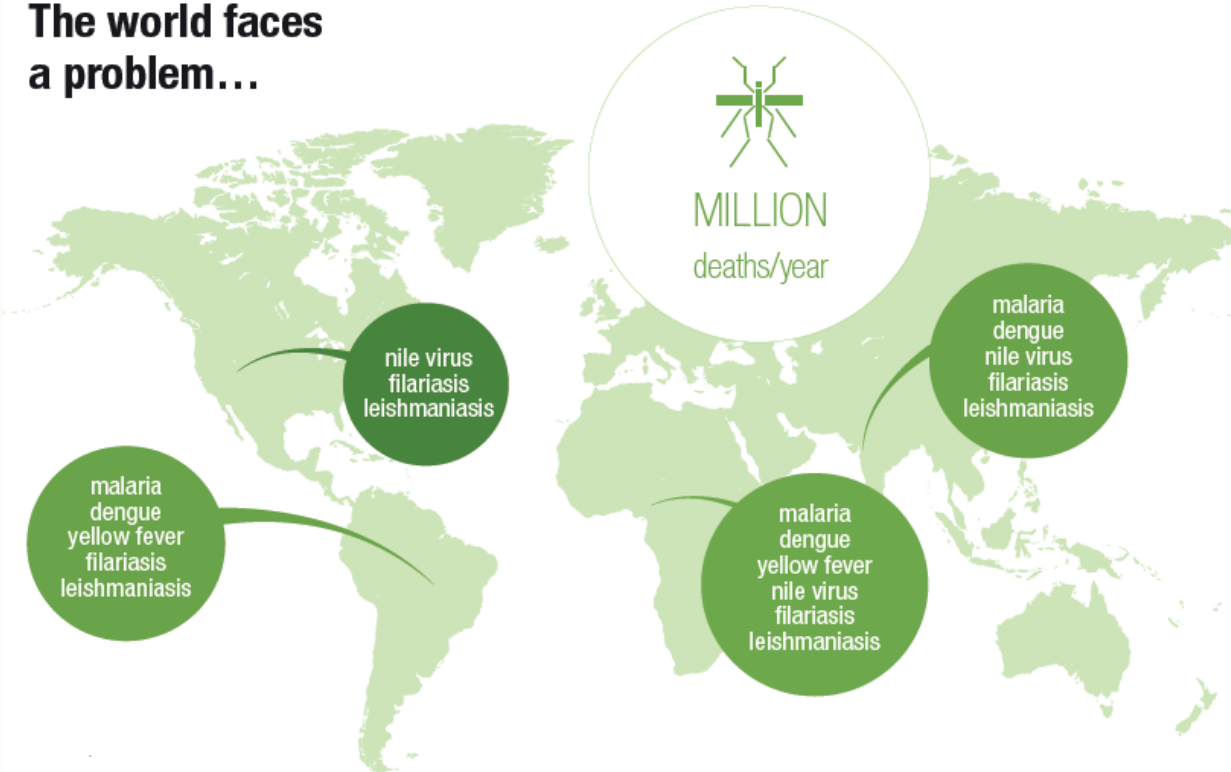 The world faces
a problem...
MILLION
deaths/year
nile virus
filariasis
leishmaniasis
malaria
dengue
nile virus
filariasis
leishmaniasis
malaria
dengue
yellow fever
filariasis
leishmaniasis
malaria
dengue
yellow fever
nile virus
filariasis
leishmaniasis